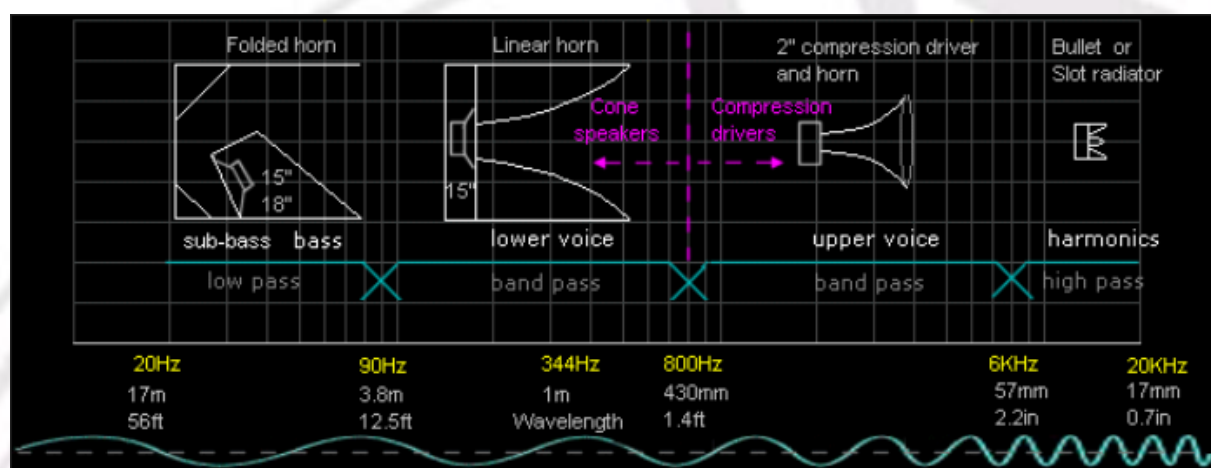 Folded horn
Linear horn
2" compression driver
and horn
Bullet or
Slot radiator
Cone
speakers
Compression
drivers
15"
18"
15"
sub-bass bass
lower voice
upper voice
harmonics
low pass
band pass
band pass
high pass
20Hz 90Hz 344Hz 800Hz 6KHz 20KHz
17m 3.8m 1m 430mm 57mm 17mm
56ft 12.5ft Wavelength 1.4ft 2.2in 0.7in